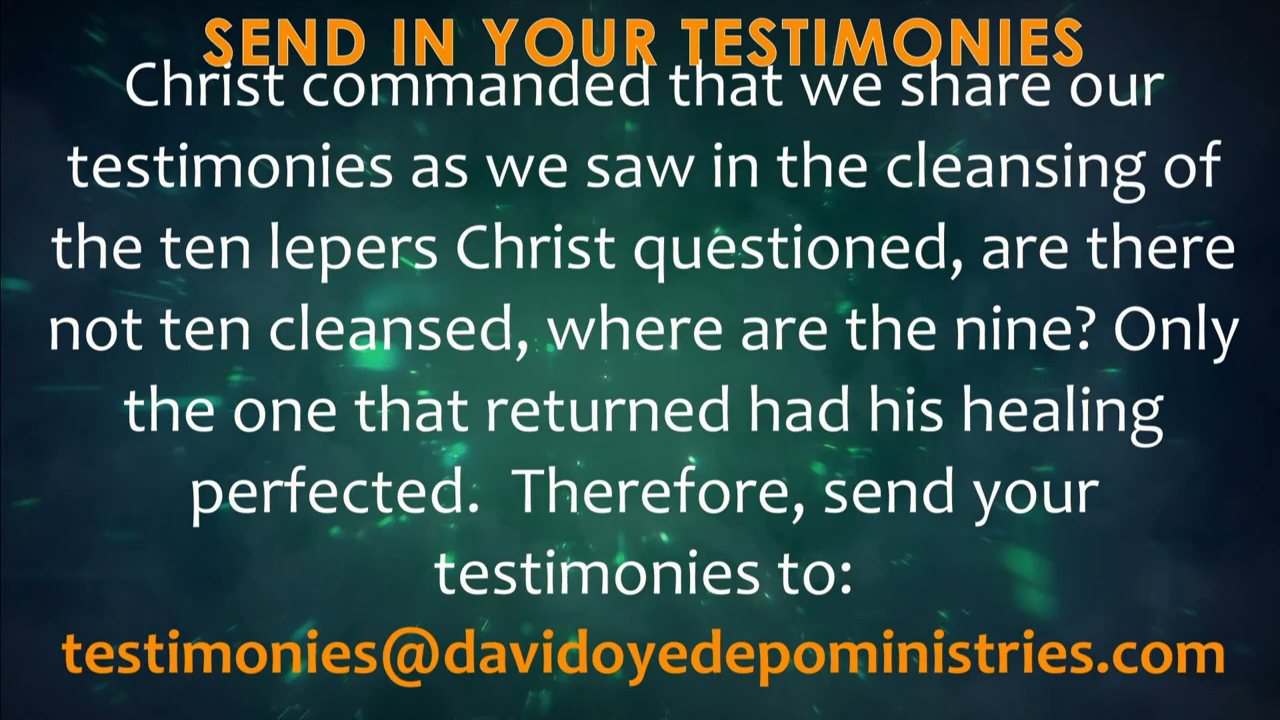 SEND IN YOUR TESTIMONIES
Christ commanded that we share our
testimonies as we saw in the cleansing of
the ten lepers Christ questioned, are there
not ten cleansed, where are the nine? Only
the one that returned had his healing
perfected.  Therefore, send your
testimonies to:
testimonies@davidoyedepoministries.com